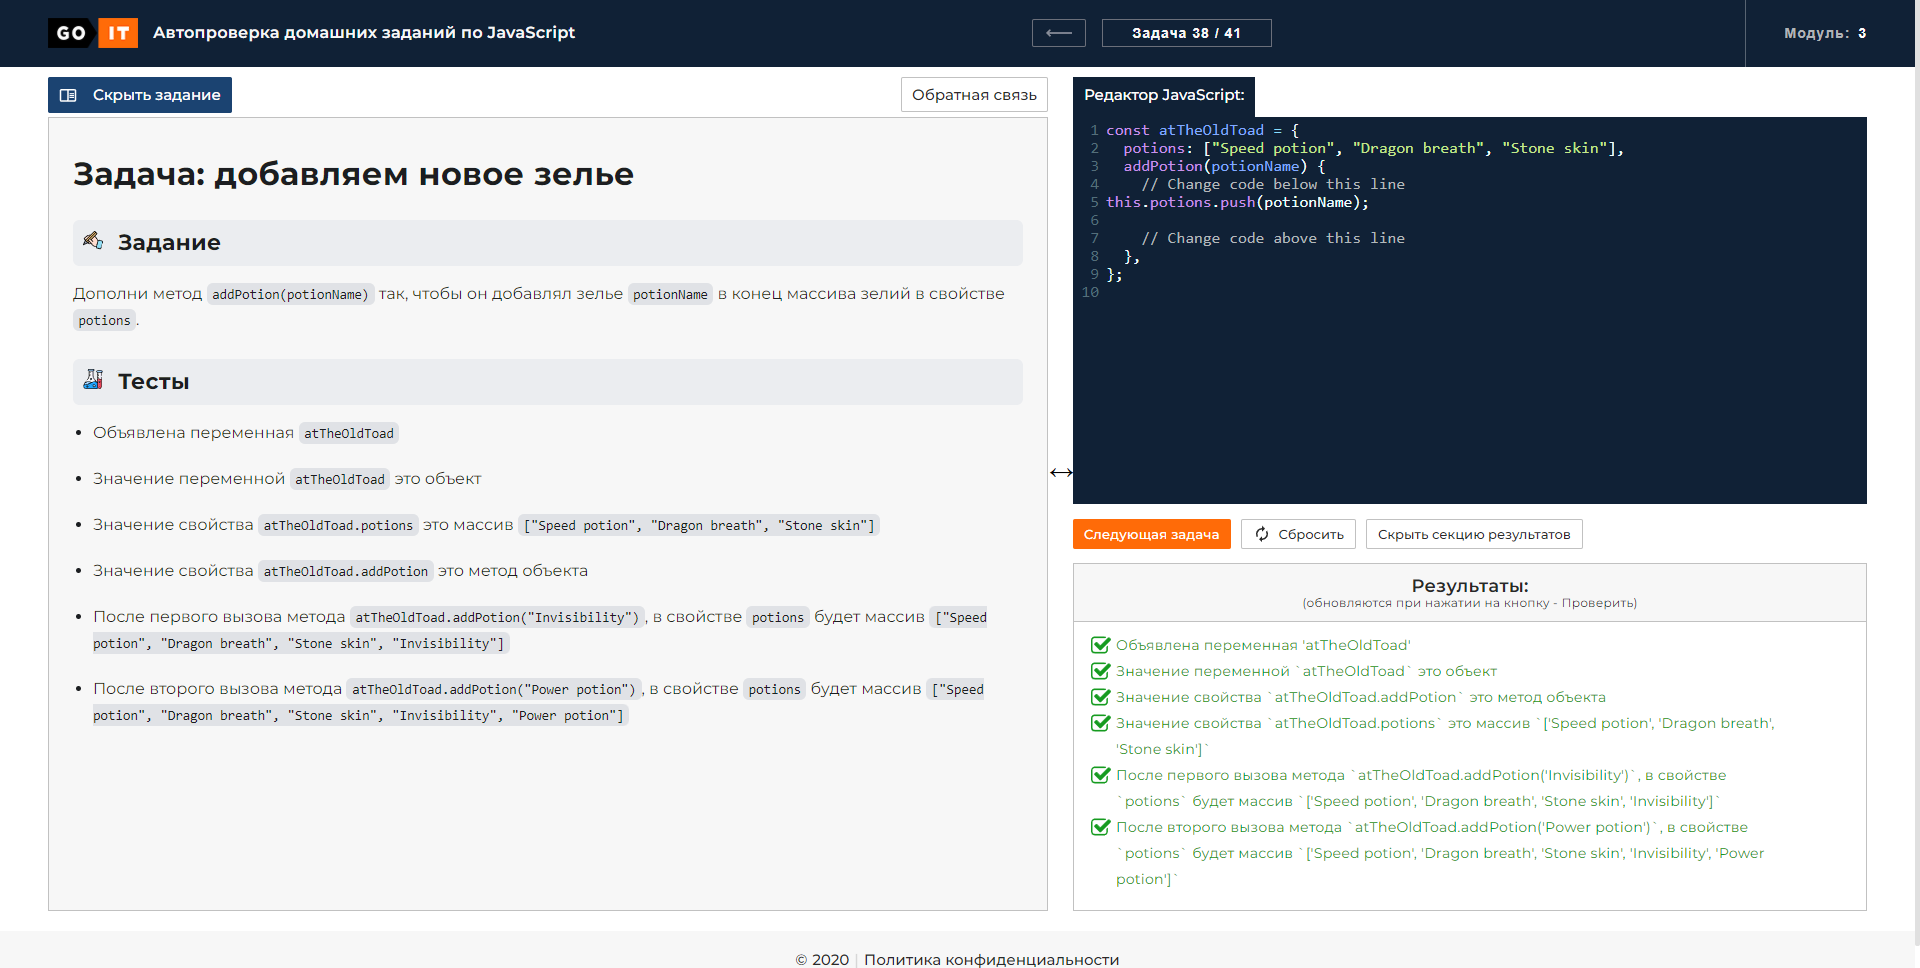 GO IT Автопроверка домашних заданий по JavaScript
Задача 38 / 41
Модуль: 3
Скрыть задание
Обратная связь
Задача: добавляем новое зелье
Задание
Дополни метод addPotion(potionName) так, чтобы он добавлял зелье potionName в конец массива зелий в свойстве
potions.
Тесты
• Объявлена переменная atTheOldToad
• Значение переменной atTheOldToad это объект
• Значение свойства atTheOldToad.potions это массив ["Speed potion", "Dragon breath", "Stone skin"]
• Значение свойства atTheOldToad.addPotion это метод объекта
• После первого вызова метода atTheOldToad.addPotion("Invisibility"), в свойстве potions будет массив ["Speed
potion", "Dragon breath", "Stone skin", "Invisibility"]
• После второго вызова метода atTheOldToad.addPotion("Power potion"), в свойстве potions будет массив ["Speed
potion", "Dragon breath", "Stone skin", "Invisibility", "Power potion"]
Редактор JavaScript:
1 const atTheOldToad = {
2 potions: ["Speed potion", "Dragon breath", "Stone skin"],
3 addPotion(potionName) {
4 // Change code below this line
5 this.potions.push(potionName);
6
7 // Change code above this line
8 },
9 };
10
Следующая задача
Сбросить
Скрыть секцию результатов
Результаты:
(обновляются при нажатии на кнопку - Проверить)
Объявлена переменная 'atTheOldToad'
Значение переменной `atTheOldToad` это объект
Значение свойства `atTheOldToad.addPotion` это метод объекта
Значение свойства `atTheOldToad.potions` это массив `['Speed potion', 'Dragon breath',
'Stone skin']`
После первого вызова метода `atTheOldToad.addPotion('Invisibility')`, в свойстве
`potions` будет массив `['Speed potion', 'Dragon breath', 'Stone skin', 'Invisibility']`
После второго вызова метода `atTheOldToad.addPotion('Power potion')`, в свойстве
`potions` будет массив `['Speed potion', 'Dragon breath', 'Stone skin', 'Invisibility', 'Power
potion']`
© 2020 | Политика конфиденциальности